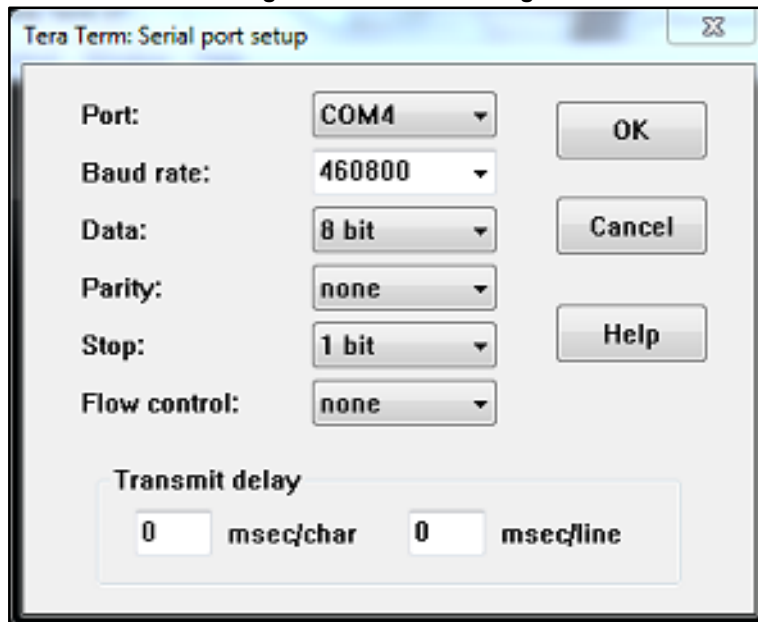 Tera Term: Serial port setup
Port: COM4 OK
Baud rate: 460800
Data: 8 bit Cancel
Parity: none
Stop: 1 bit Help
Flow control: none
Transmit delay
0 msec/char 0 msec/line